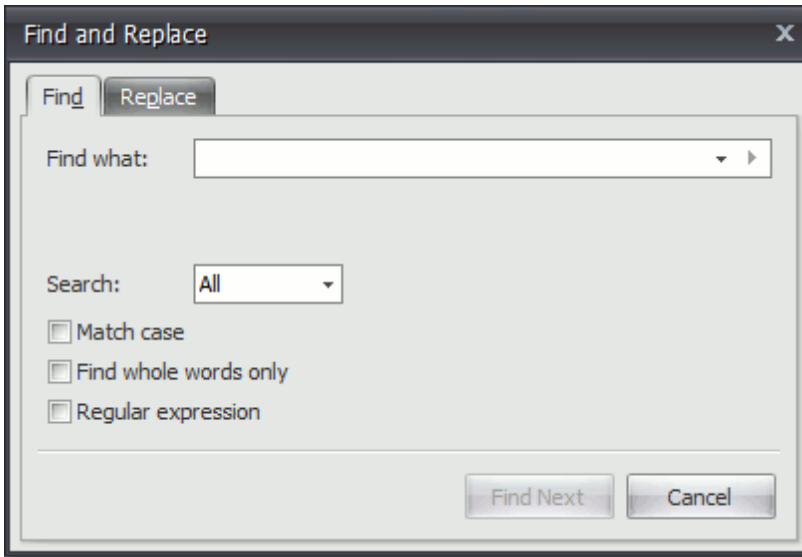 Find and Replace
Find Replace
Find what:
Search: All
Match case
Find whole words only
Regular expression
Find Next Cancel